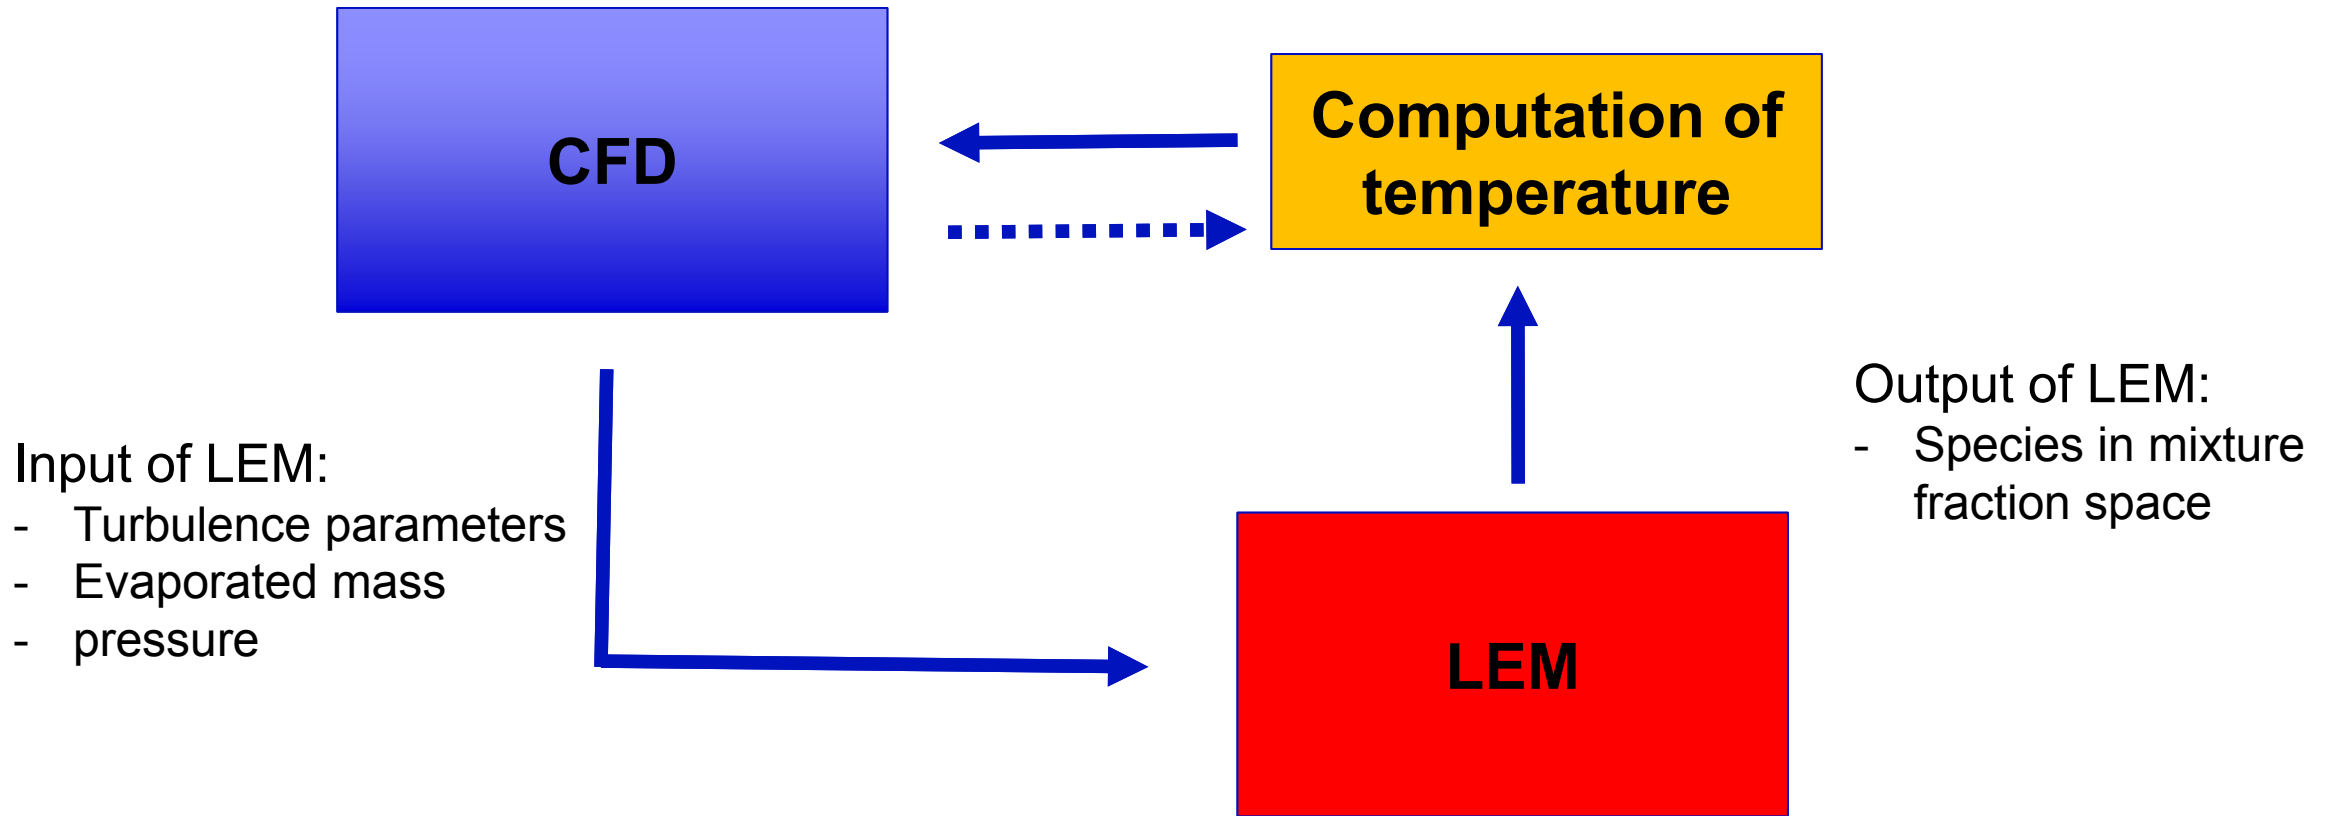 CFD
Computation of
temperature
Input of LEM:
- Turbulence parameters
- Evaporated mass
- pressure
Output of LEM:
- Species in mixture
fraction space
LEM